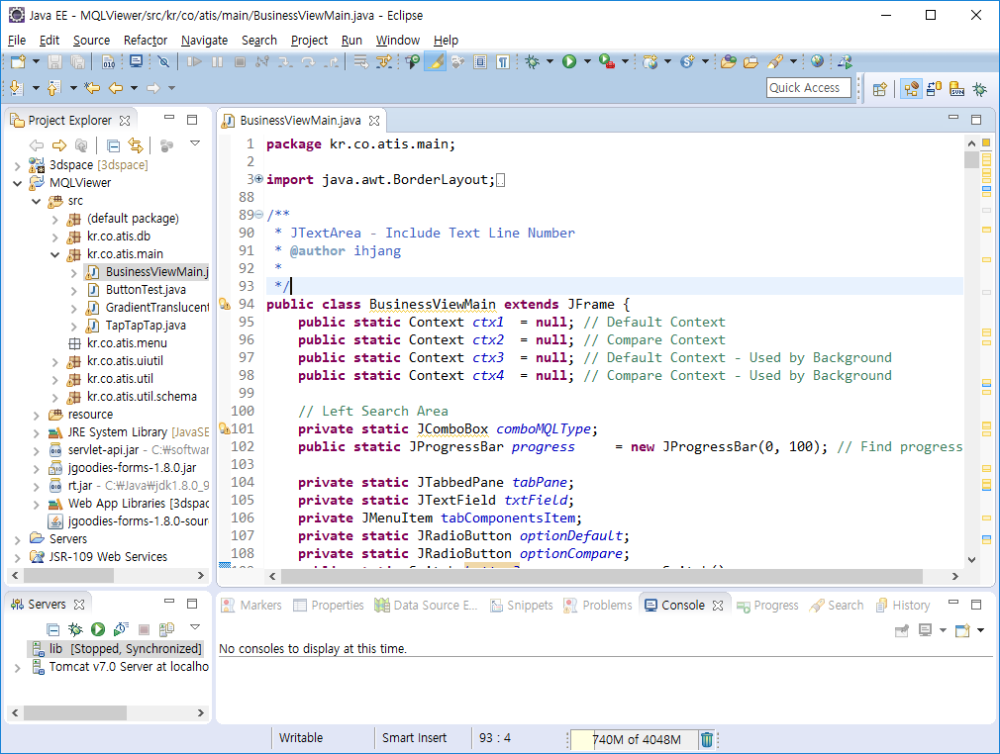 Java EE - MQLViewer/src/kr/co/atis/main/BusinessViewMain.java - Eclipse
File Edit Source Refactor Navigate Search Project Run Window Help
Quick Access
Project Explorer
3dspace [3dspace]
MQLViewer
src
(default package)
kr.co.atis.db
kr.co.atis.main
BusinessViewMain.j
ButtonTest.java
GradientTranslucent
TapTapTap.java
kr.co.atis.menu
kr.co.atis.uiutil
kr.co.atis.util
kr.co.atis.util.schema
resource
JRE System Library [JavaSE
servlet-api.jar - C:₩softwar
jgoodies-forms-1.8.0.jar
rt.jar - C:₩Java₩jdk1.8.0_9
Web App Libraries [3dspac
jgoodies-forms-1.8.0-sour
Servers
JSR-109 Web Services
BusinessViewMain.java
1 package kr.co.atis.main;
2
3 import java.awt.BorderLayout;
88
89 /**
90 * JTextArea - Include Text Line Number
91 * @author ihjang
92 *
93 */
94 public class BusinessViewMain extends JFrame {
95 public static Context ctx1 = null; // Default Context
96 public static Context ctx2 = null; // Compare Context
97 public static Context ctx3 = null; // Default Context - Used by Background
98 public static Context ctx4 = null; // Compare Context - Used by Background
99
100 // Left Search Area
101 private static JComboBox comboMQLType;
102 public static JProgressBar progress = new JProgressBar(0, 100); // Find progress
103
104 private static JTabbedPane tabPane;
105 private static JTextField txtField;
106 private JMenuItem tabComponentsItem;
107 private static JRadioButton optionDefault;
108 private static JRadioButton optionCompare;
Servers
lib [Stopped, Synchronized]
Tomcat v7.0 Server at localho
Markers Properties Data Source E... Snippets Problems Console Progress Search History
No consoles to display at this time.
Writable Smart Insert 93 : 4 740M of 4048M